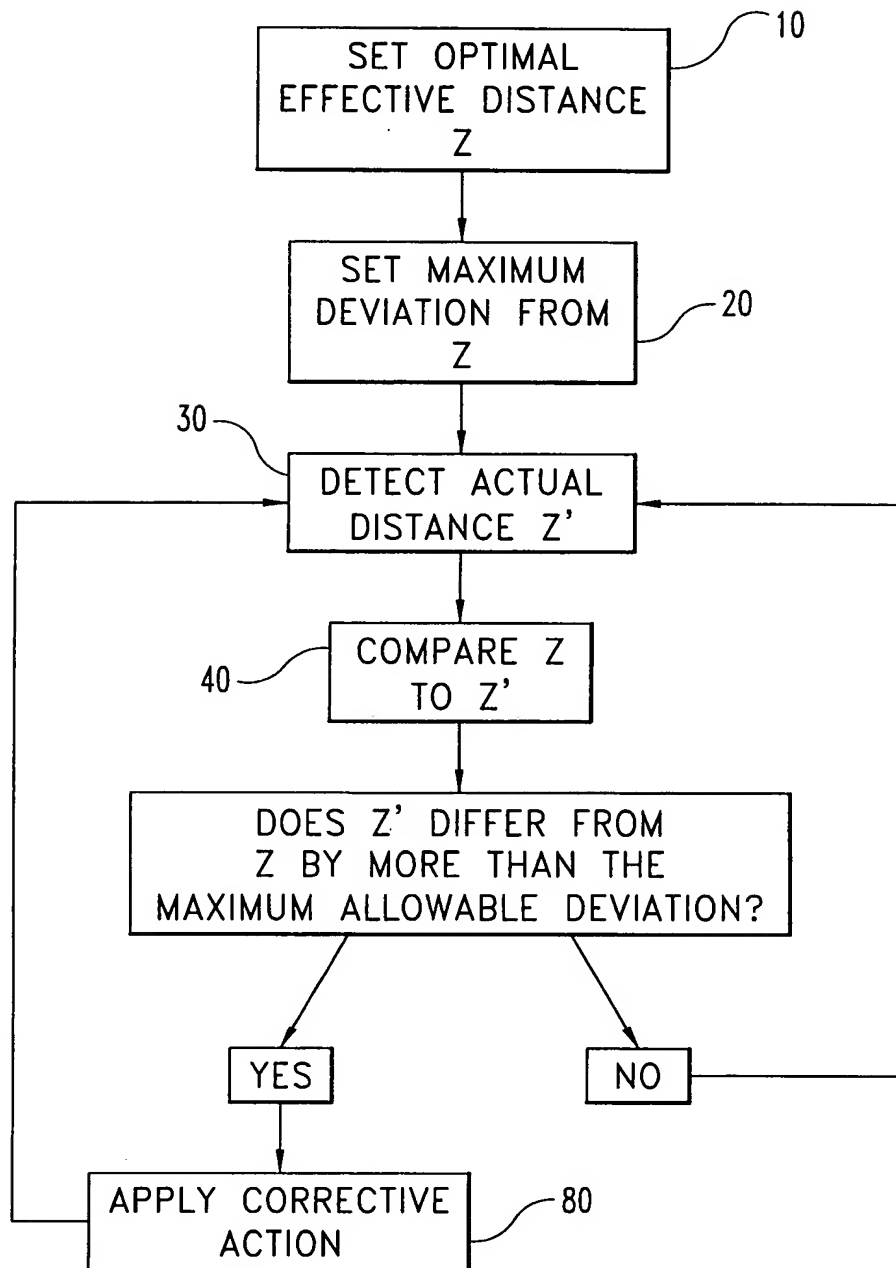 10
SET OPTIMAL
EFFECTIVE DISTANCE
Z
SET MAXIMUM
DEVIATION FROM
Z
20
30
DETECT ACTUAL
DISTANCE Z'
40
COMPARE Z
TO Z'
DOES Z' DIFFER FROM
Z BY MORE THAN THE
MAXIMUM ALLOWABLE DEVIATION?
YES
NO
APPLY CORRECTIVE
ACTION
80